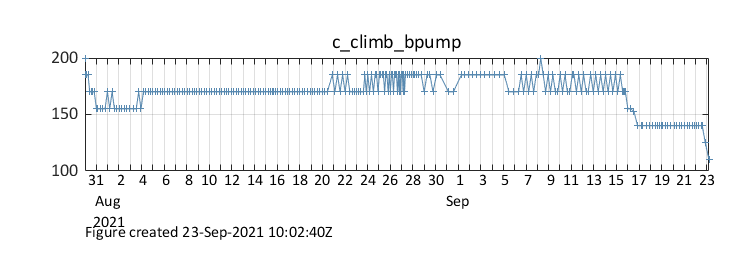 c_climb_bpump
200
150
100
31 2 4 6 8 10 12 14 16 18 20 22 24 26 28 30 1 3 5 7 9 11 13 15 17 19 21 23
Aug Sep
2021
Figure created 23-Sep-2021 10:02:40Z